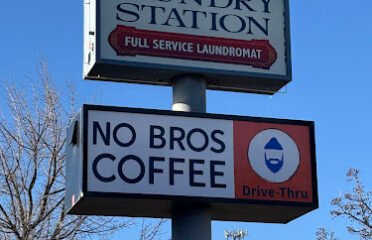 STATION
FULL SERVICE LAUNDROMAT
NO BROS
COFFEE
Drive-Thru